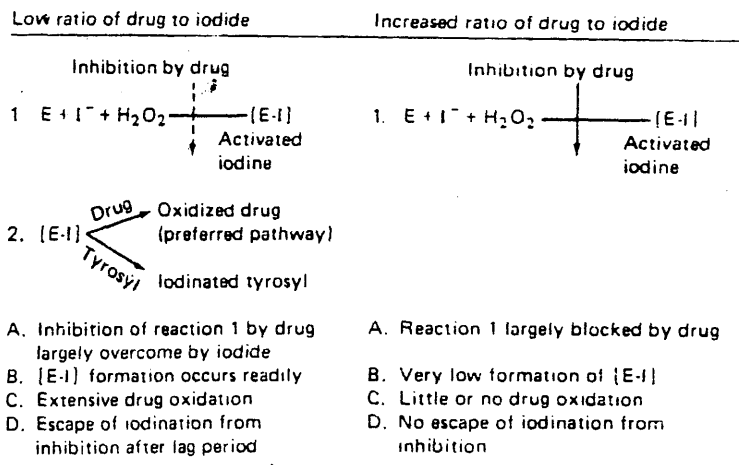 Low ratio of drug to iodide
Inhibition by drug
1 E + I⁻ + H₂O₂ [E-I]
Activated
iodine
2. [E-I]
Drug
Oxidized drug
(preferred pathway)
Tyrosyl
Iodinated tyrosyl
A. Inhibition of reaction 1 by drug
largely overcome by iodide
B. [E-I] formation occurs readily
C. Extensive drug oxidation
D. Escape of iodination from
inhibition after lag period
Increased ratio of drug to iodide
Inhibition by drug
1. E + I⁻ + H₂O₂ [E-I]
Activated
iodine
A. Reaction 1 largely blocked by drug
B. Very low formation of [E-I]
C. Little or no drug oxidation
D. No escape of iodination from
inhibition